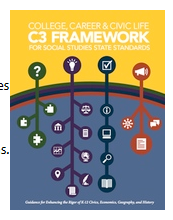 COLLEGE, CAREER & CIVIC LIFE
C3 FRAMEWORK
FOR SOCIAL STUDIES STATE STANDARDS
es
s.
Guidance for Enhancing the Rigor of K-12 Civics, Economics, Geography, and History